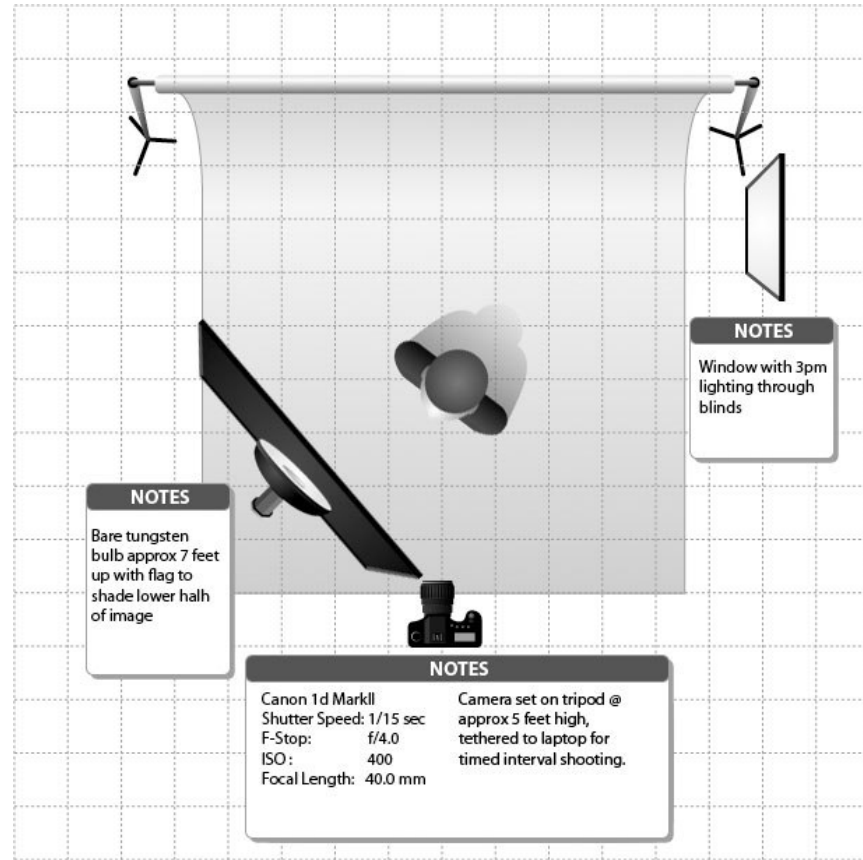 NOTES
Window with 3pm
lighting through
blinds
NOTES
Bare tungsten
bulb approx 7 feet
up with flag to
shade lower halh
of image
NOTES
Canon 1d MarkII
Shutter Speed: 1/15 sec
F-Stop: f/4.0
ISO : 400
Focal Length: 40.0 mm
Camera set on tripod @
approx 5 feet high,
tethered to laptop for
timed interval shooting.